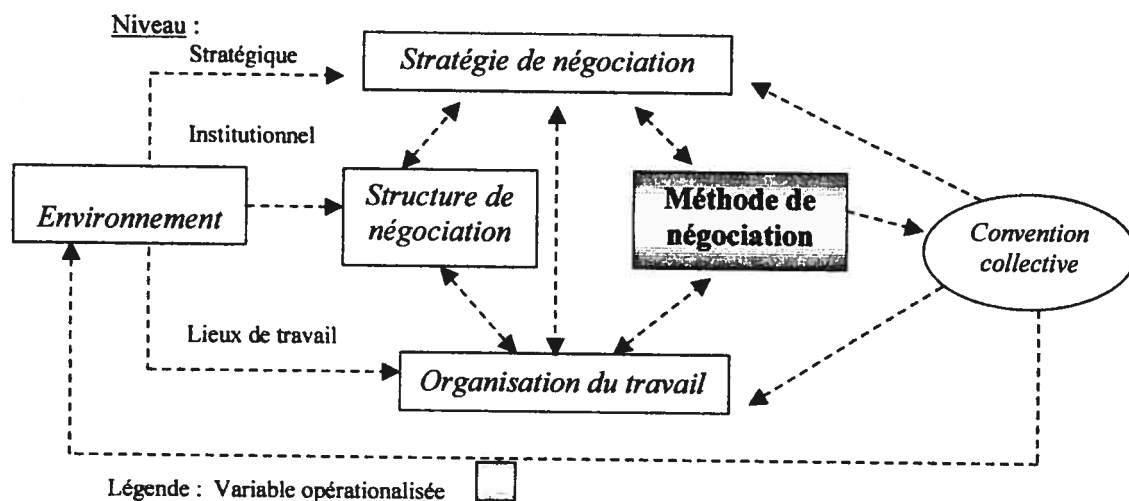 Niveau :
Stratégique
Stratégie de négociation
Institutionnel
Environnement
Structure de
négociation
Méthode de
négociation
Convention
collective
Lieux de travail
Organisation du travail
Légende : Variable opérationalisée